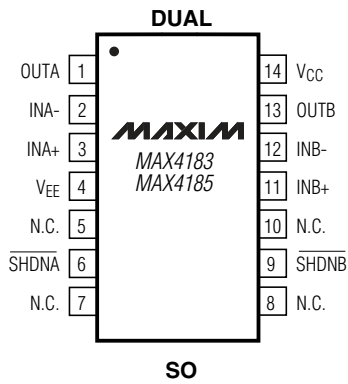 DUAL
OUTA 1 14 VCC
INA- 2 13 OUTB
MAXIM
INA+ 3 12 INB-
MAX4183
VEE 4 MAX4185 11 INB+
N.C. 5 10 N.C.
SHDNA 6 9 SHDNB
N.C. 7 8 N.C.
SO